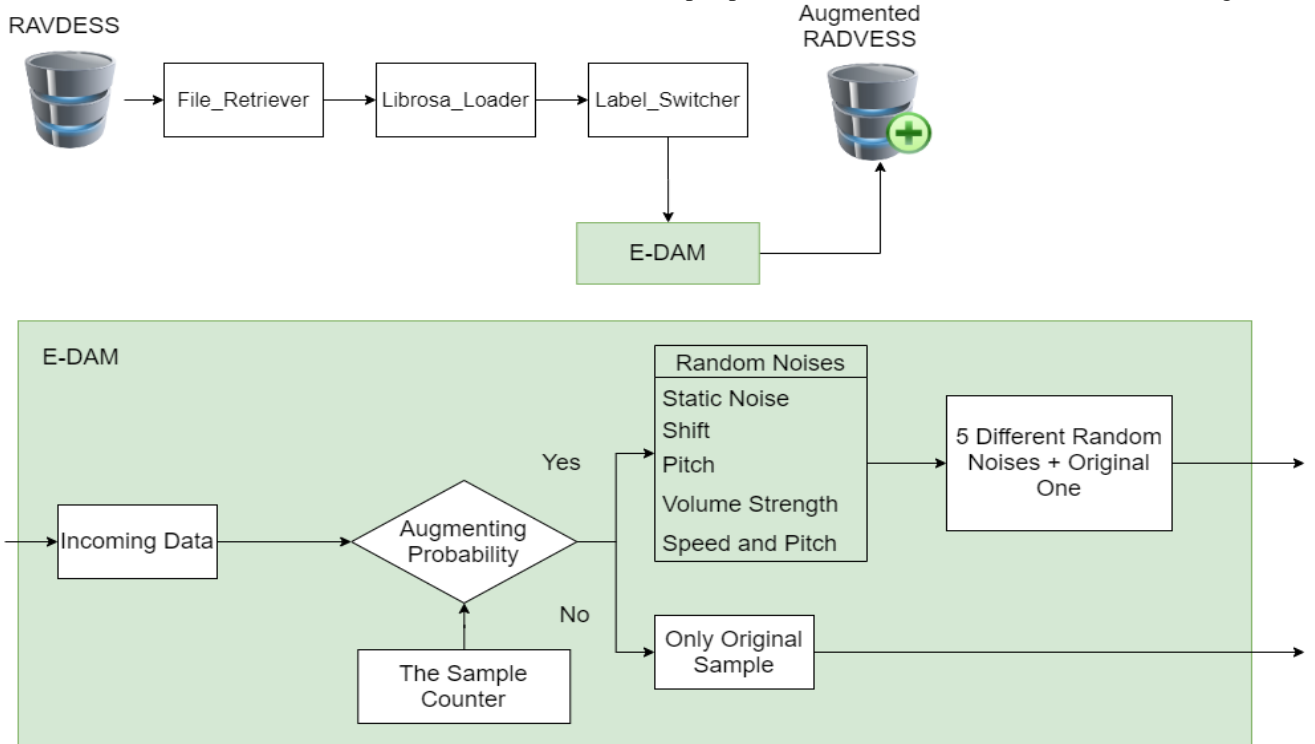 RAVDESS
Augmented
RADVESS
File_Retriever
Librosa_Loader
Label_Switcher
E-DAM
E-DAM
Random Noises
Static Noise
Shift
Pitch
Volume Strength
Speed and Pitch
5 Different Random
Noises + Original
One
Yes
Incoming Data
Augmenting
Probability
No
Only Original
Sample
The Sample
Counter